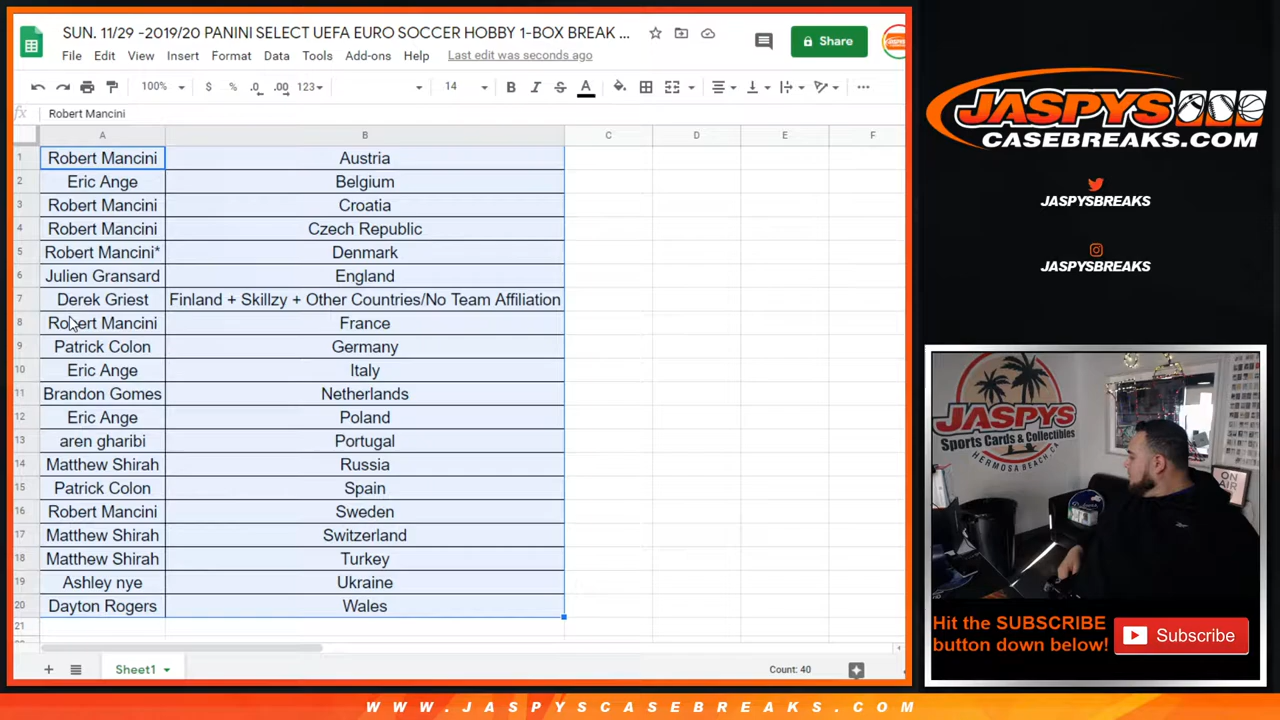 SUN. 11/29 -2019/20 PANINI SELECT UEFA EURO SOCCER HOBBY 1-BOX BREAK ...
File Edit View Insert Format Data Tools Add-ons Help Last edit was seconds ago
Share
100% $ % .0 .00 123 14 B I S A
fx Robert Mancini
A B C D E F
1 Robert Mancini Austria
2 Eric Ange Belgium
3 Robert Mancini Croatia
4 Robert Mancini Czech Republic
5 Robert Mancini* Denmark
6 Julien Gransard England
7 Derek Griest Finland + Skillzy + Other Countries/No Team Affiliation
8 Robert Mancini France
9 Patrick Colon Germany
10 Eric Ange Italy
11 Brandon Gomes Netherlands
12 Eric Ange Poland
13 aren gharibi Portugal
14 Matthew Shirah Russia
15 Patrick Colon Spain
16 Robert Mancini Sweden
17 Matthew Shirah Switzerland
18 Matthew Shirah Turkey
19 Ashley nye Ukraine
20 Dayton Rogers Wales
21
Sheet1
Count: 40
JASPYS
CASEBREAKS.COM
JASPYSBREAKS
JASPYSBREAKS
JASPYS
Sports Cards & Collectibles
HERMOSA BEACH, CA
ON AIR
Hit the SUBSCRIBE
button down below!
Subscribe
WWW.JASPYSCASEBREAKS.COM